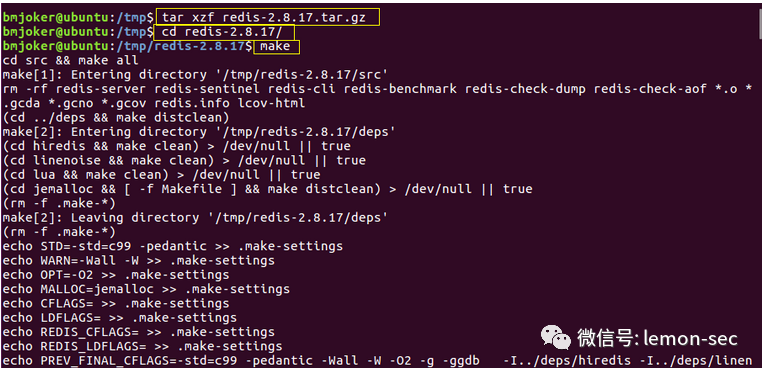 bmjoker@ubuntu:/tmp$ tar xzf redis-2.8.17.tar.gz
bmjoker@ubuntu:/tmp$ cd redis-2.8.17/
bmjoker@ubuntu:/tmp/redis-2.8.17$ make
cd src && make all
make[1]: Entering directory '/tmp/redis-2.8.17/src'
rm -rf redis-server redis-sentinel redis-cli redis-benchmark redis-check-dump redis-check-aof *.o *
.gcda *.gcno *.gcov redis.info lcov-html
(cd ../deps && make distclean)
make[2]: Entering directory '/tmp/redis-2.8.17/deps'
(cd hiredis && make clean) > /dev/null || true
(cd linenoise && make clean) > /dev/null || true
(cd lua && make clean) > /dev/null || true
(cd jemalloc && [ -f Makefile ] && make distclean) > /dev/null || true
(rm -f .make-*)
make[2]: Leaving directory '/tmp/redis-2.8.17/deps'
(rm -f .make-*)
echo STD=-std=c99 -pedantic >> .make-settings
echo WARN=-Wall -W >> .make-settings
echo OPT=-O2 >> .make-settings
echo MALLOC=jemalloc >> .make-settings
echo CFLAGS= >> .make-settings
echo LDFLAGS= >> .make-settings
echo REDIS_CFLAGS= >> .make-settings
echo REDIS_LDFLAGS= >> .make-settings
echo PREV_FINAL_CFLAGS=-std=c99 -pedantic -Wall -W -O2 -g -ggdb   -I../deps/hiredis -I../deps/linen
微信号: lemon-sec